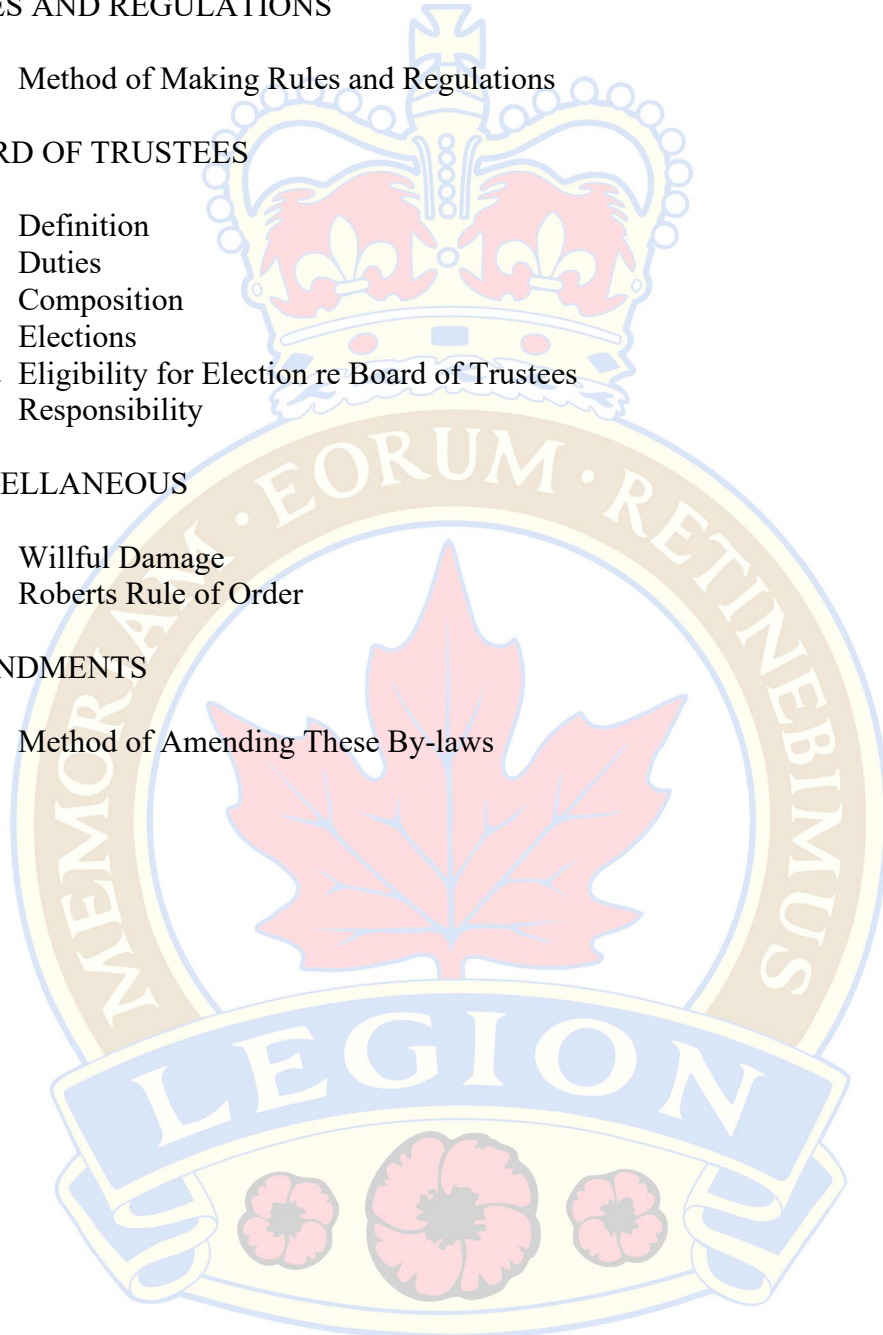 ES AND REGULATIONS
Method of Making Rules and Regulations
RD OF TRUSTEES
Definition
Duties
Composition
Elections
. Eligibility for Election re Board of Trustees
Responsibility
ELLANEOUS
Willful Damage
Roberts Rule of Order
NDMENTS
Method of Amending These By-laws
MEMORIAM · EORUM · RETINEBIMUS
LEGION